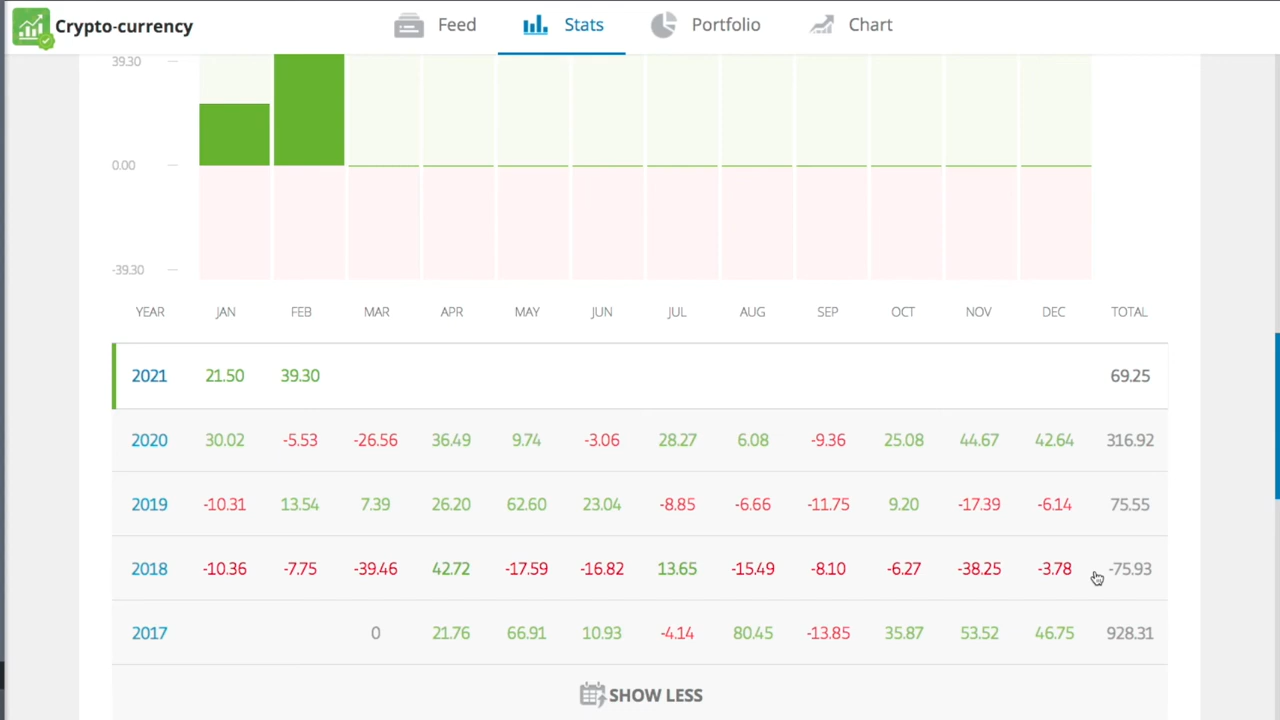 Crypto-currency Feed Stats Portfolio Chart
39.30
0.00
-39.30
YEAR JAN FEB MAR APR MAY JUN JUL AUG SEP OCT NOV DEC TOTAL
2021 21.50 39.30 69.25
2020 30.02 -5.53 -26.56 36.49 9.74 -3.06 28.27 6.08 -9.36 25.08 44.67 42.64 316.92
2019 -10.31 13.54 7.39 26.20 62.60 23.04 -8.85 -6.66 -11.75 9.20 -17.39 -6.14 75.55
2018 -10.36 -7.75 -39.46 42.72 -17.59 -16.82 13.65 -15.49 -8.10 -6.27 -38.25 -3.78 -75.93
2017 0 21.76 66.91 10.93 -4.14 80.45 -13.85 35.87 53.52 46.75 928.31
SHOW LESS